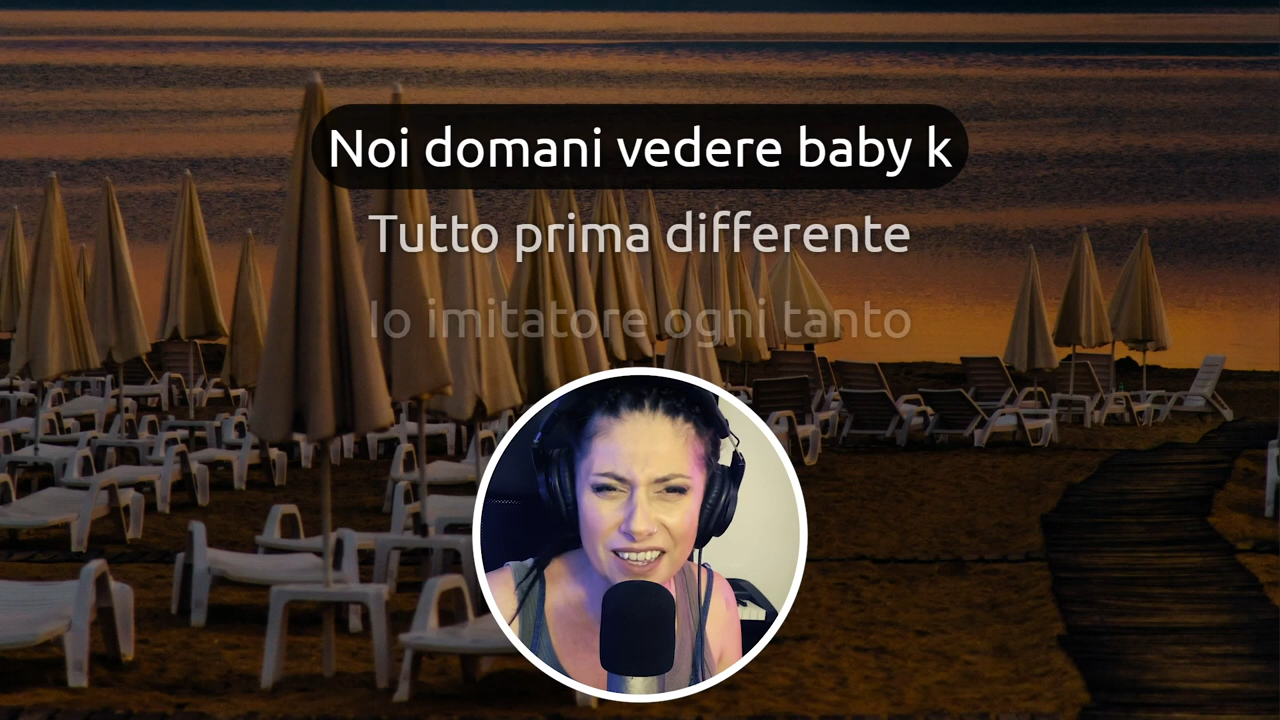 Noi domani vedere baby k
Tutto prima differente
Io imitatore ogni tanto